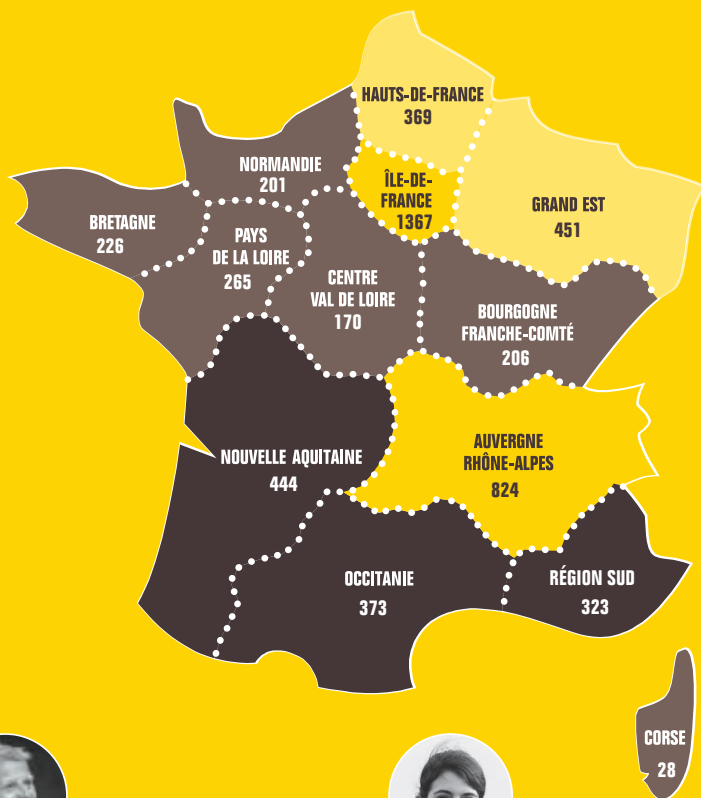 HAUTS-DE-FRANCE
369
NORMANDIE
201
ÎLE-DE-
FRANCE
1367
GRAND EST
451
BRETAGNE
226
PAYS
DE LA LOIRE
265
CENTRE
VAL DE LOIRE
170
BOURGOGNE
FRANCHE-COMTÉ
206
NOUVELLE AQUITAINE
444
AUVERGNE
RHÔNE-ALPES
824
OCCITANIE
373
RÉGION SUD
323
CORSE
28